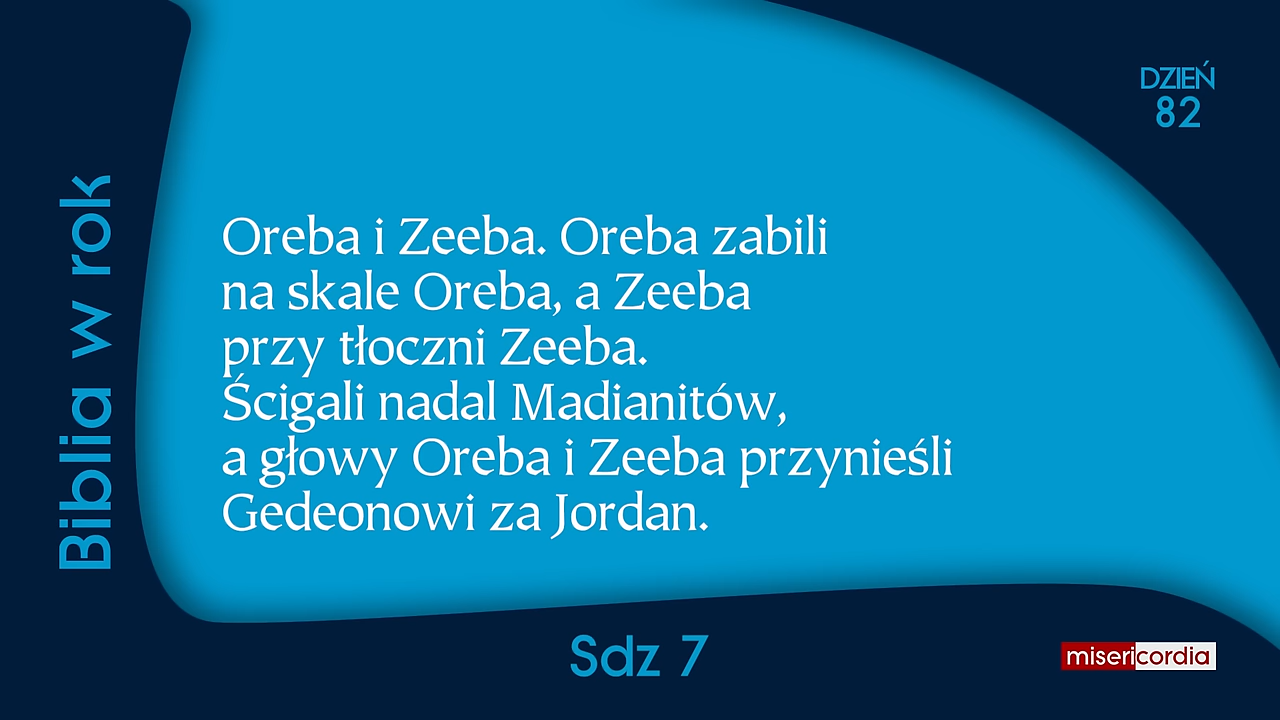 DZIEŃ
82
Biblia w rok
Oreba i Zeeba. Oreba zabili
na skale Oreba, a Zeeba
przy tłoczni Zeeba.
Ścigali nadal Madianitów,
a głowy Oreba i Zeeba przynieśli
Gedeonowi za Jordan.
Sdz 7
misericordia